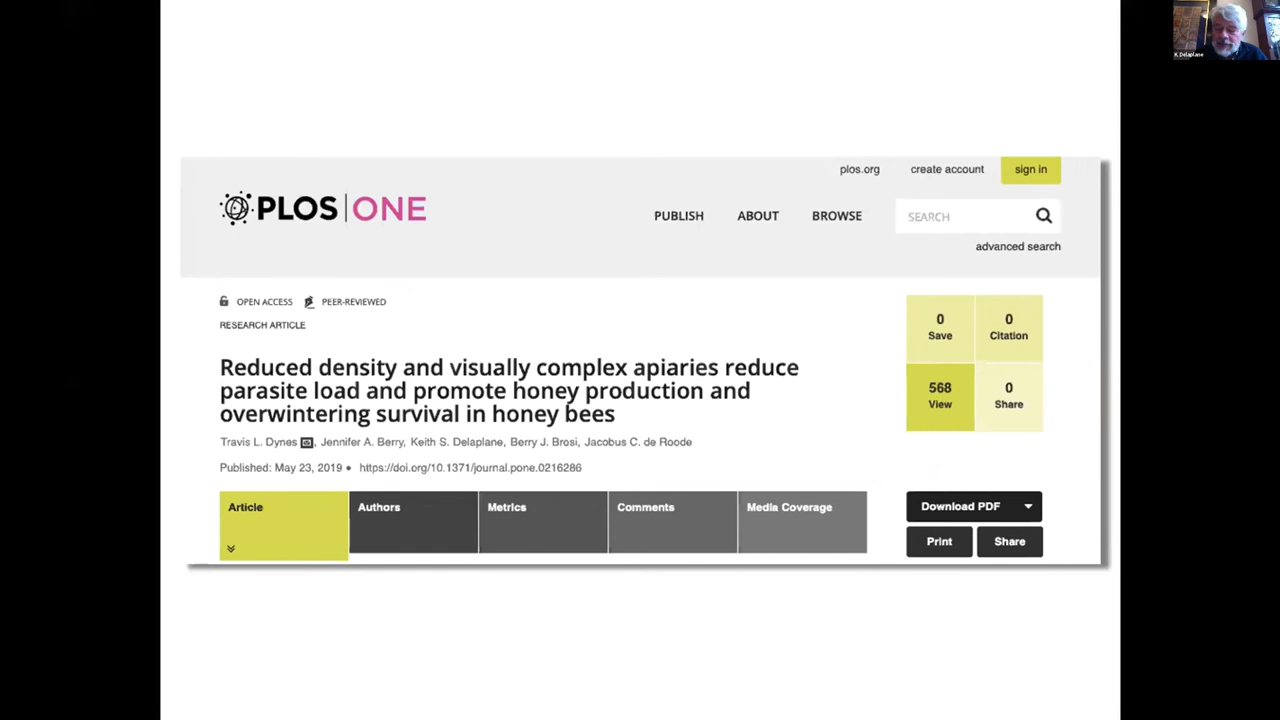 K Delaplane
plos.org
create account
sign in
PLOS ONE
PUBLISH
ABOUT
BROWSE
SEARCH
advanced search
OPEN ACCESS
PEER-REVIEWED
RESEARCH ARTICLE
Reduced density and visually complex apiaries reduce
parasite load and promote honey production and
overwintering survival in honey bees
Travis L. Dynes, Jennifer A. Berry, Keith S. Delaplane, Berry J. Brosi, Jacobus C. de Roode
Published: May 23, 2019 • https://doi.org/10.1371/journal.pone.0216286
0
Save
0
Citation
568
View
0
Share
Article
Authors
Metrics
Comments
Media Coverage
Download PDF
Print
Share